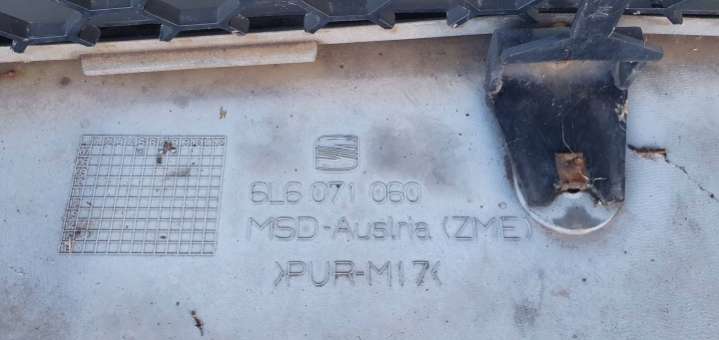 6L6 071 060
MSD-Austria (ZME)
>PUR-M17<